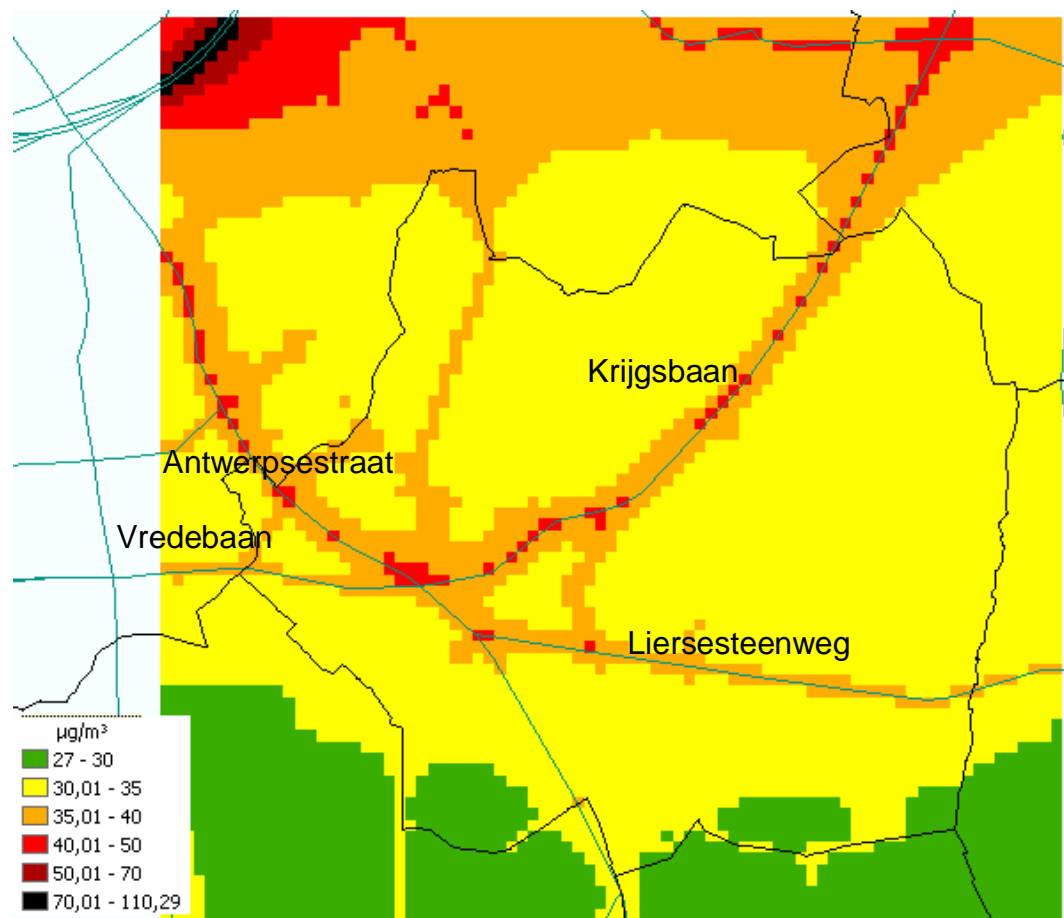 Krijgsbaan
Antwerpsestraat
Vredebaan
Liersesteenweg
µg/m³
27 - 30
30,01 - 35
35,01 - 40
40,01 - 50
50,01 - 70
70,01 - 110,29